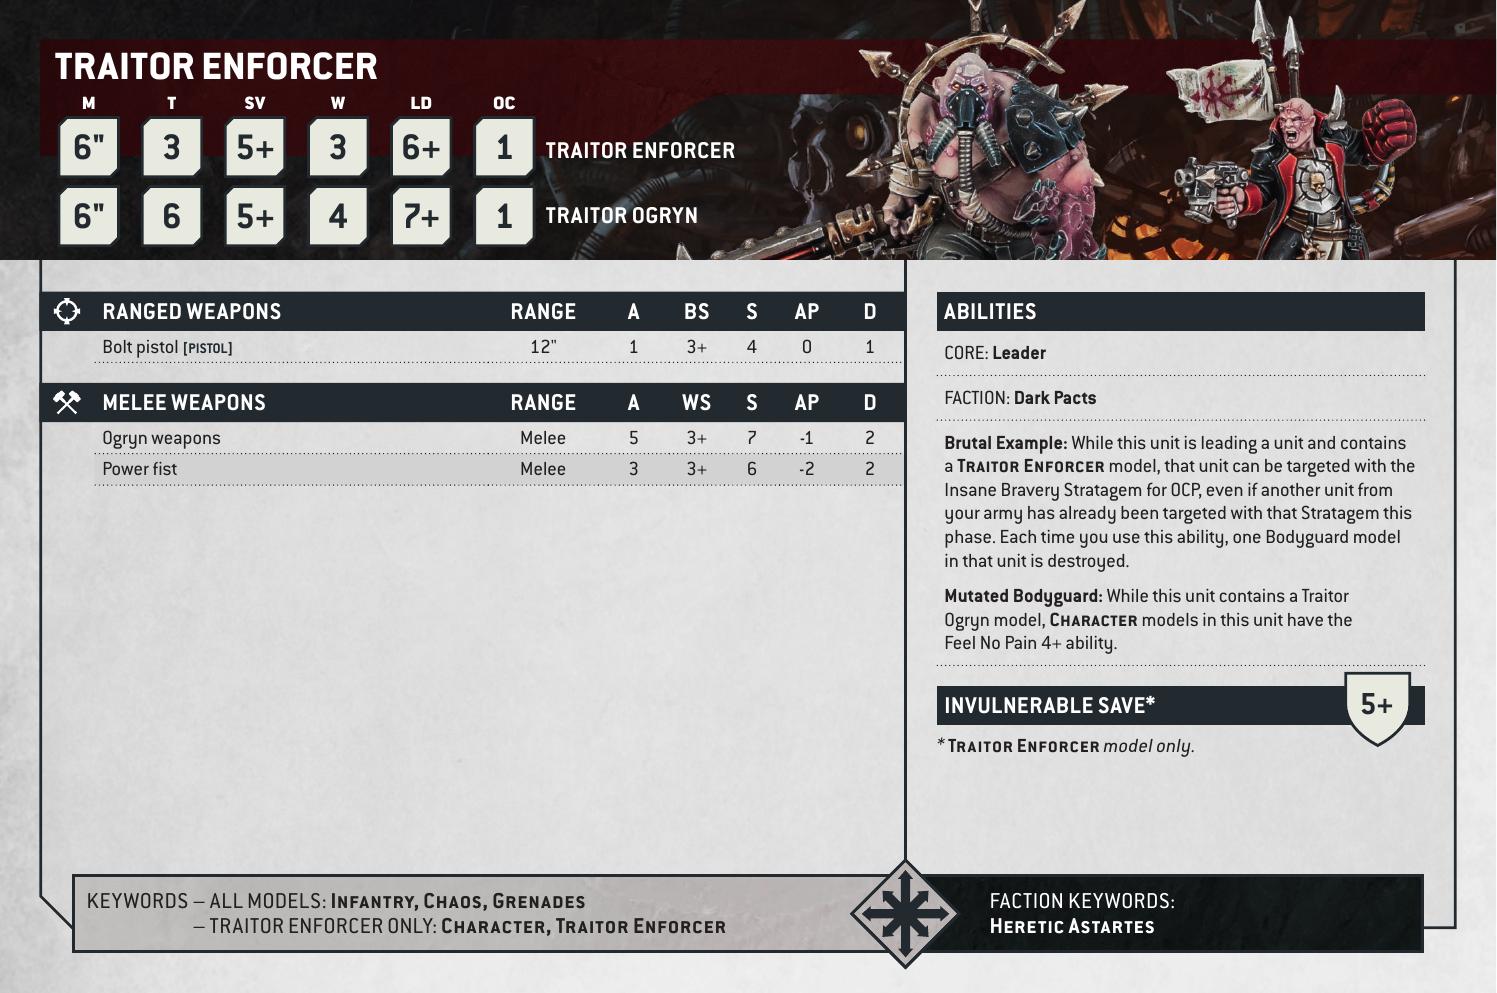 TRAITOR ENFORCER
M T SV W LD OC
6" 3 5+ 3 6+ 1 TRAITOR ENFORCER
6" 6 5+ 4 7+ 1 TRAITOR OGRYN
RANGED WEAPONS RANGE A BS S AP D
Bolt pistol [PISTOL] 12" 1 3+ 4 0 1
MELEE WEAPONS RANGE A WS S AP D
Ogryn weapons Melee 5 3+ 7 -1 2
Power fist Melee 3 3+ 6 -2 2
ABILITIES
CORE: Leader
FACTION: Dark Pacts
Brutal Example: While this unit is leading a unit and contains
a TRAITOR ENFORCER model, that unit can be targeted with the
Insane Bravery Stratagem for 0CP, even if another unit from
your army has already been targeted with that Stratagem this
phase. Each time you use this ability, one Bodyguard model
in that unit is destroyed.
Mutated Bodyguard: While this unit contains a Traitor
Ogryn model, CHARACTER models in this unit have the
Feel No Pain 4+ ability.
INVULNERABLE SAVE* 5+
* TRAITOR ENFORCER model only.
KEYWORDS – ALL MODELS: INFANTRY, CHAOS, GRENADES
– TRAITOR ENFORCER ONLY: CHARACTER, TRAITOR ENFORCER
FACTION KEYWORDS:
HERETIC ASTARTES